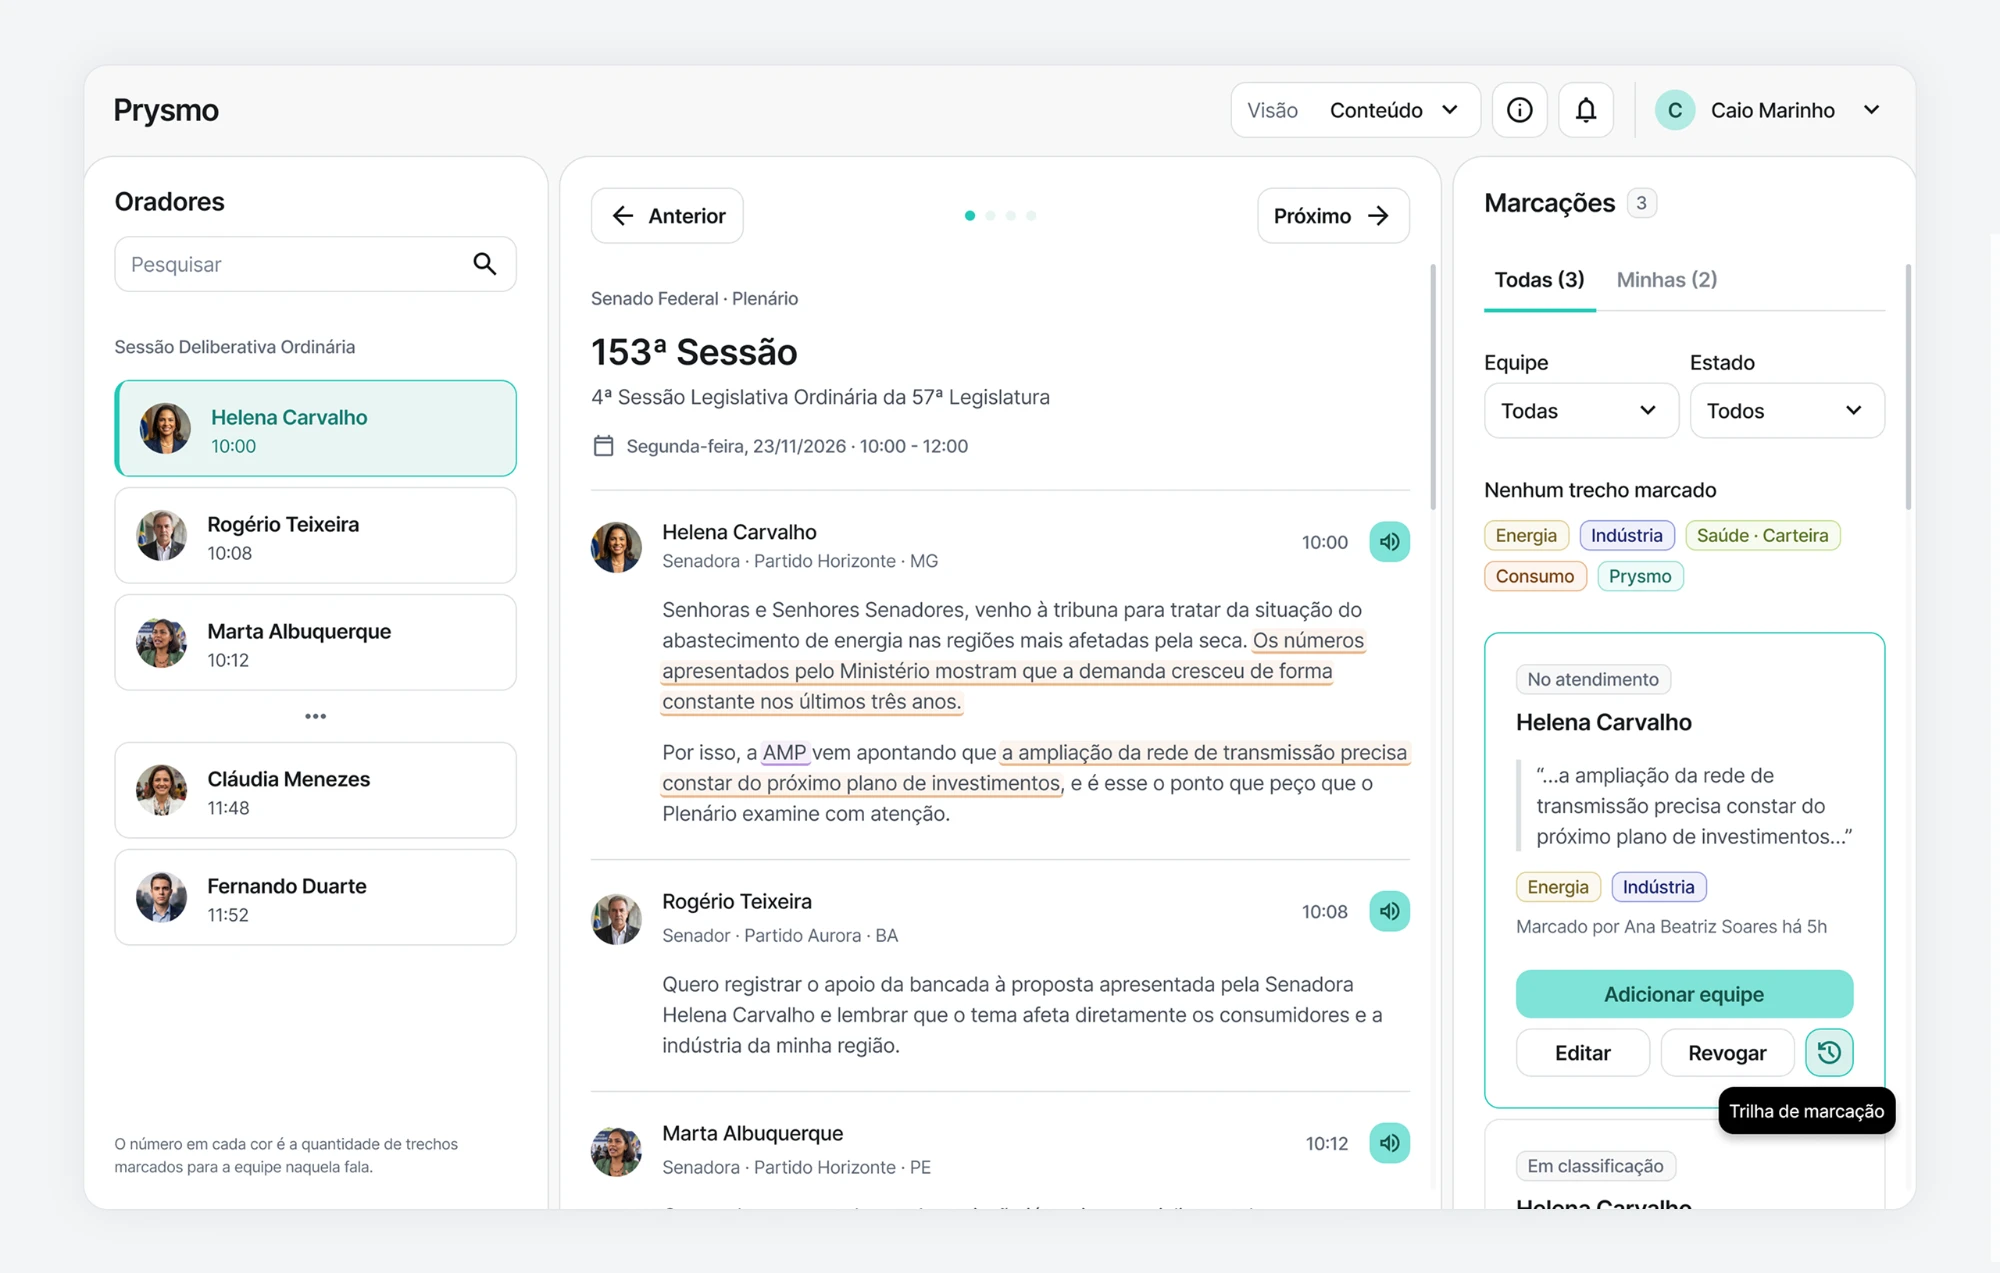 Prysmo
Visão Conteúdo
C Caio Marinho
Oradores
Pesquisar
Sessão Deliberativa Ordinária
Helena Carvalho
10:00
Rogério Teixeira
10:08
Marta Albuquerque
10:12
•••
Cláudia Menezes
11:48
Fernando Duarte
11:52
O número em cada cor é a quantidade de trechos
marcados para a equipe naquela fala.
Anterior
Próximo
Senado Federal · Plenário
153ª Sessão
4ª Sessão Legislativa Ordinária da 57ª Legislatura
Segunda-feira, 23/11/2026 · 10:00 - 12:00
Helena Carvalho
Senadora · Partido Horizonte · MG
10:00
Senhoras e Senhores Senadores, venho à tribuna para tratar da situação do
abastecimento de energia nas regiões mais afetadas pela seca. Os números
apresentados pelo Ministério mostram que a demanda cresceu de forma
constante nos últimos três anos.
Por isso, a AMP vem apontando que a ampliação da rede de transmissão precisa
constar do próximo plano de investimentos, e é esse o ponto que peço que o
Plenário examine com atenção.
Rogério Teixeira
Senador · Partido Aurora · BA
10:08
Quero registrar o apoio da bancada à proposta apresentada pela Senadora
Helena Carvalho e lembrar que o tema afeta diretamente os consumidores e a
indústria da minha região.
Marta Albuquerque
Senadora · Partido Horizonte · PE
10:12
Marcações 3
Todas (3) Minhas (2)
Equipe Estado
Todas Todos
Nenhum trecho marcado
Energia Indústria Saúde · Carteira
Consumo Prysmo
No atendimento
Helena Carvalho
“...a ampliação da rede de
transmissão precisa constar do
próximo plano de investimentos...”
Energia Indústria
Marcado por Ana Beatriz Soares há 5h
Adicionar equipe
Editar Revogar
Trilha de marcação
Em classificação
Helena Carvalho